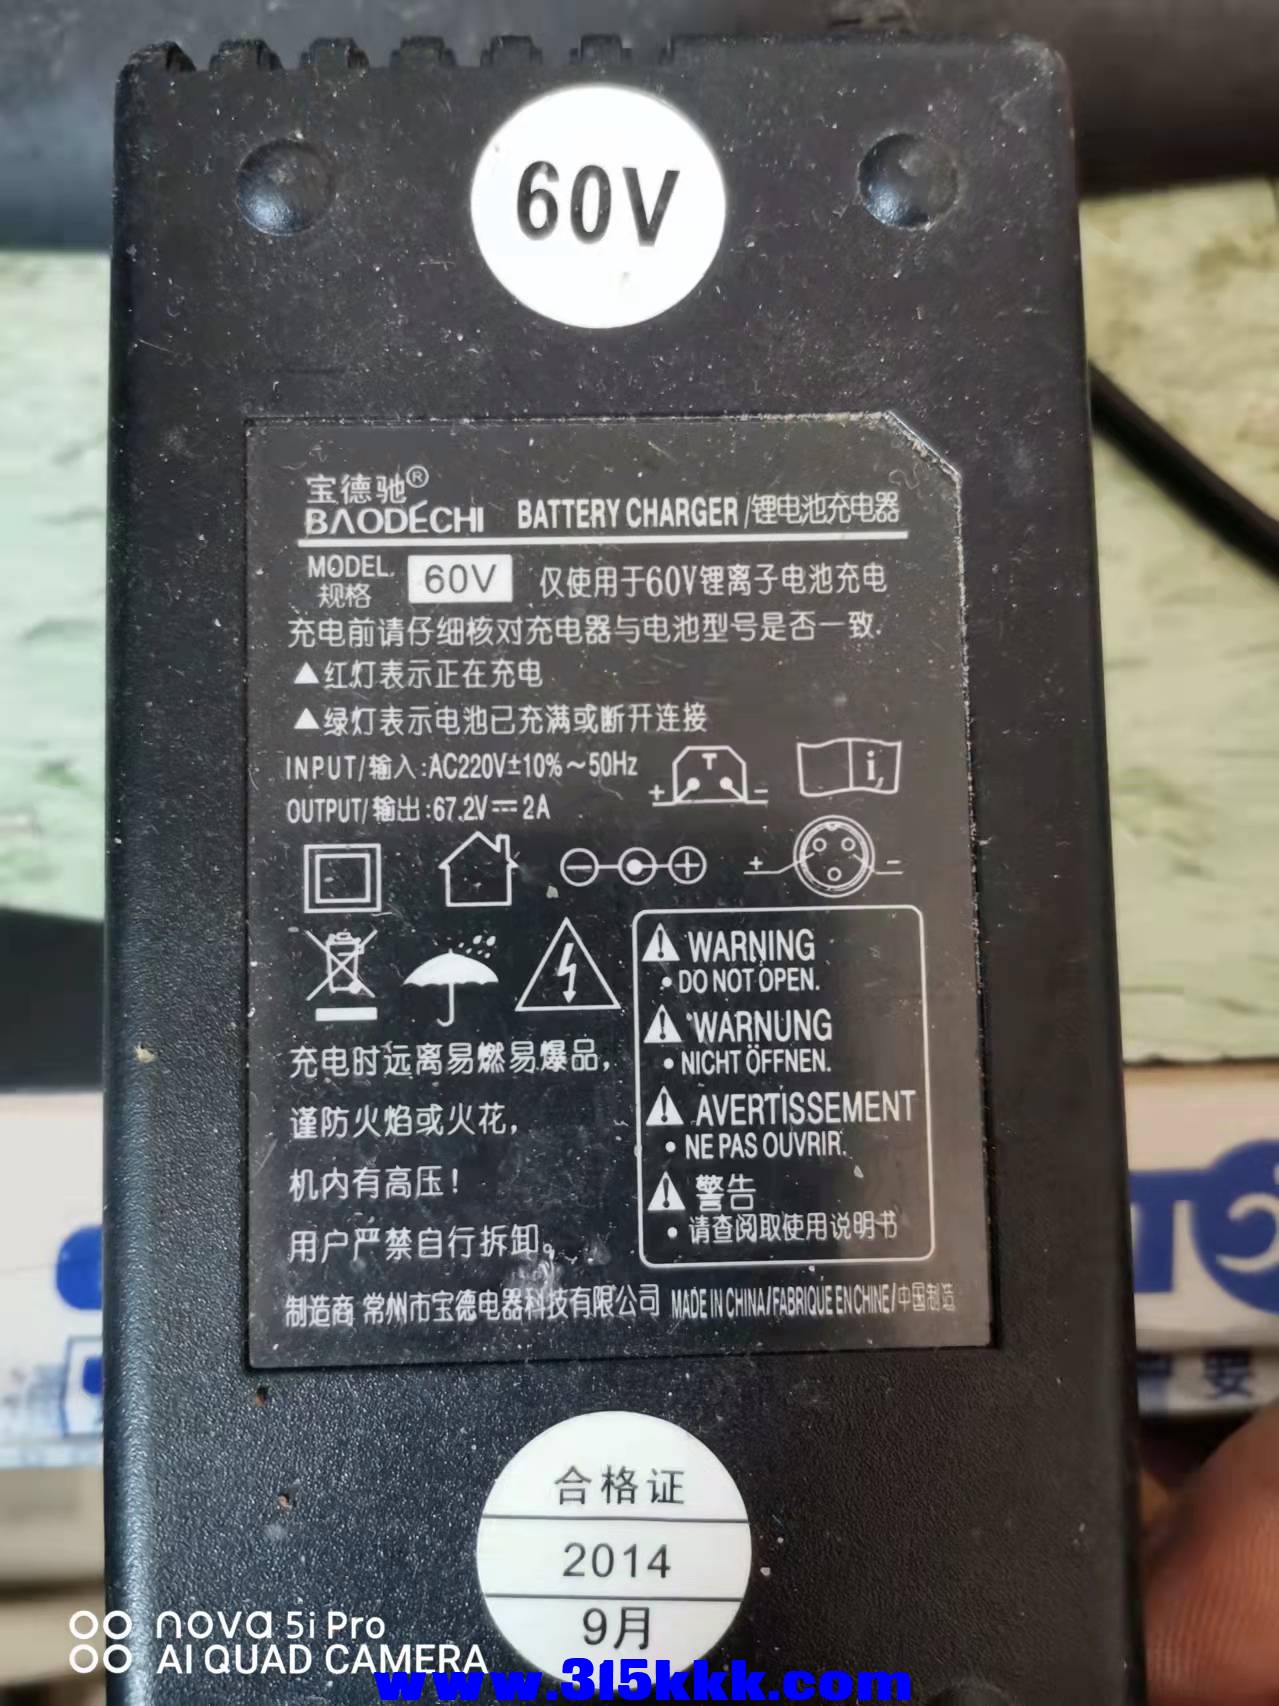 60V
宝德驰®
BAODECHI BATTERY CHARGER/锂电池充电器
MODEL. 60V 仅使用于60V锂离子电池充电
规格
充电前请仔细核对充电器与电池型号是否一致.
▲红灯表示正在充电
▲绿灯表示电池已充满或断开连接
INPUT/输入:AC220V±10%~50Hz
OUTPUT/输出:67.2V⎓2A
+ T -
i
+ -
充电时远离易燃易爆品,
谨防火焰或火花,
机内有高压!
用户严禁自行拆卸。
WARNING
• DO NOT OPEN.
WARNUNG
• NICHT ÖFFNEN.
AVERTISSEMENT
• NE PAS OUVRIR.
警告
• 请查阅取使用说明书
制造商 常州市宝德电器科技有限公司 MADE IN CHINA/FABRIQUE EN CHINE/中国制造
合格证
2014
9月
安
nova 5i Pro
AI QUAD CAMERA
www.315kkk.com